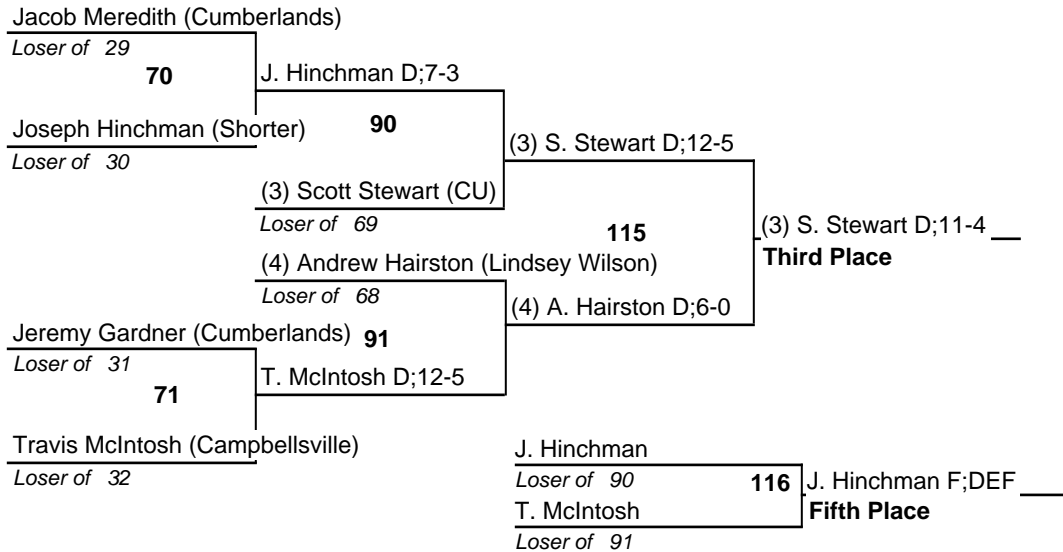 Jacob Meredith (Cumberlands)
Loser of 29
70
J. Hinchman D;7-3
Joseph Hinchman (Shorter)
Loser of 30
90
(3) S. Stewart D;12-5
(3) Scott Stewart (CU)
Loser of 69
115
(3) S. Stewart D;11-4
Third Place
(4) Andrew Hairston (Lindsey Wilson)
Loser of 68
(4) A. Hairston D;6-0
Jeremy Gardner (Cumberlands)
91
Loser of 31
71
T. McIntosh D;12-5
Travis McIntosh (Campbellsville)
Loser of 32
J. Hinchman
Loser of 90
116
J. Hinchman F;DEF
T. McIntosh
Fifth Place
Loser of 91